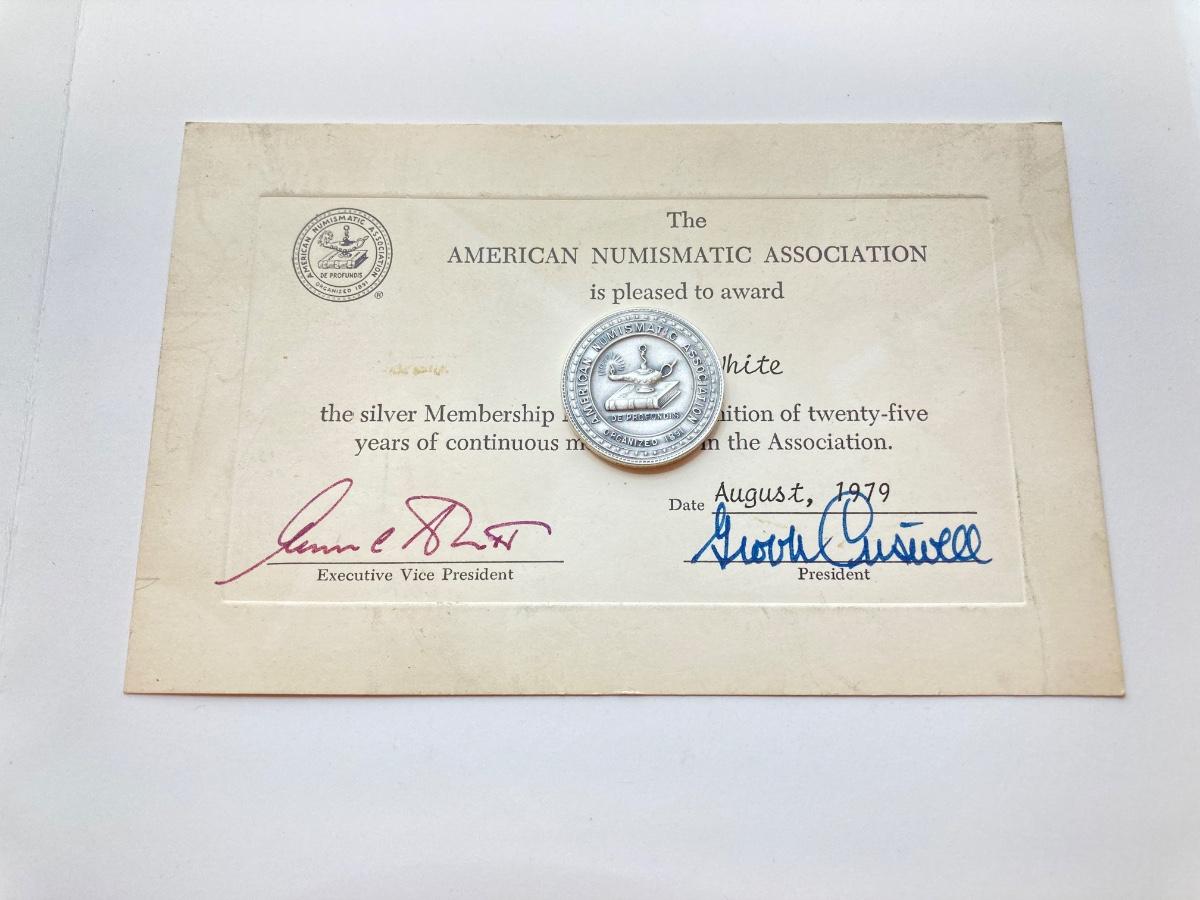 AMERICAN NUMISMATIC ASSOCIATION
DE PROFUNDIS
ORGANIZED 1891
®
The
AMERICAN NUMISMATIC ASSOCIATION
is pleased to award
White
AMERICAN NUMISMATIC ASSOCIATION
DE PROFUNDIS
ORGANIZED 1891
the silver Membership nition of twenty-five
years of continuous m in the Association.
Date August, 1979
Executive Vice President
Criswell
President